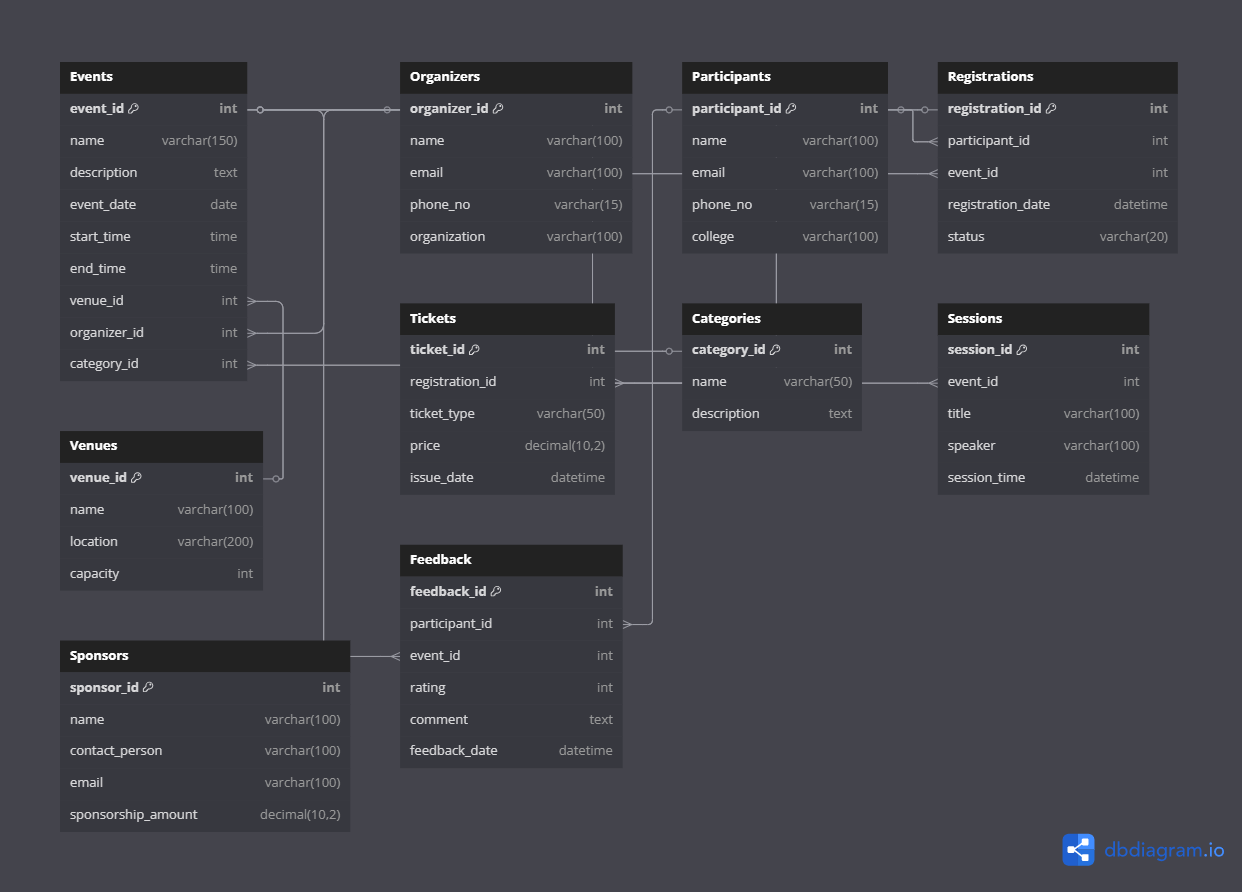 Events
event_id int
name varchar(150)
description text
event_date date
start_time time
end_time time
venue_id int
organizer_id int
category_id int
Organizers
organizer_id int
name varchar(100)
email varchar(100)
phone_no varchar(15)
organization varchar(100)
Participants
participant_id int
name varchar(100)
email varchar(100)
phone_no varchar(15)
college varchar(100)
Registrations
registration_id int
participant_id int
event_id int
registration_date datetime
status varchar(20)
Tickets
ticket_id int
registration_id int
ticket_type varchar(50)
price decimal(10,2)
issue_date datetime
Categories
category_id int
name varchar(50)
description text
Sessions
session_id int
event_id int
title varchar(100)
speaker varchar(100)
session_time datetime
Venues
venue_id int
name varchar(100)
location varchar(200)
capacity int
Feedback
feedback_id int
participant_id int
event_id int
rating int
comment text
feedback_date datetime
Sponsors
sponsor_id int
name varchar(100)
contact_person varchar(100)
email varchar(100)
sponsorship_amount decimal(10,2)
dbdiagram.io